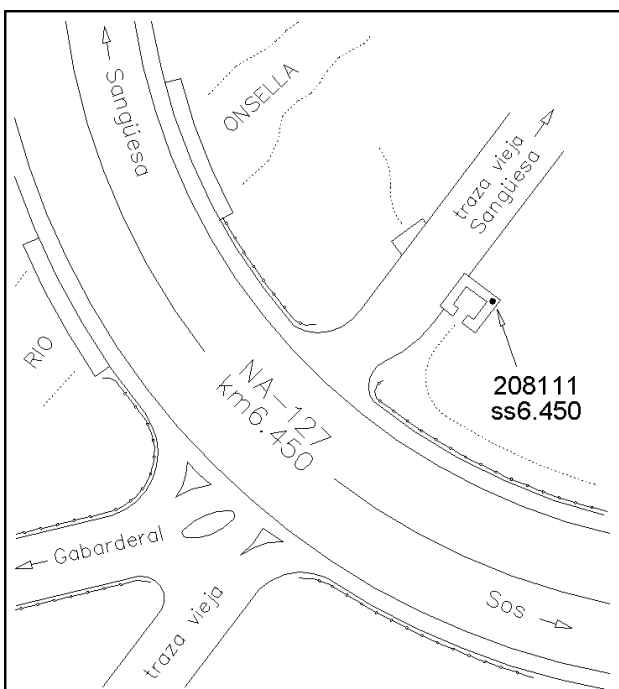 Sangüesa
ONSELLA
traza vieja
Sangüesa
RIO
NA-127
km6.450
208111
ss6.450
Gabarderal
traza vieja
Sos